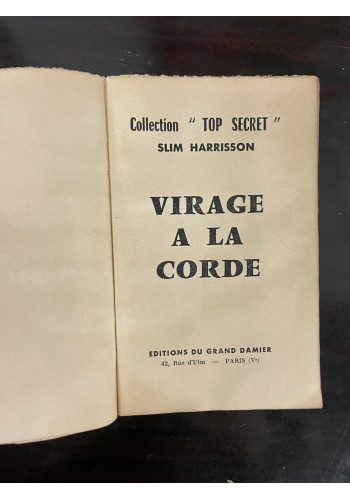 Collection " TOP SECRET "
SLIM HARRISSON
VIRAGE
A LA
CORDE
EDITIONS DU GRAND DAMIER
42, Rue d'Ulm — PARIS (Vᵉ)